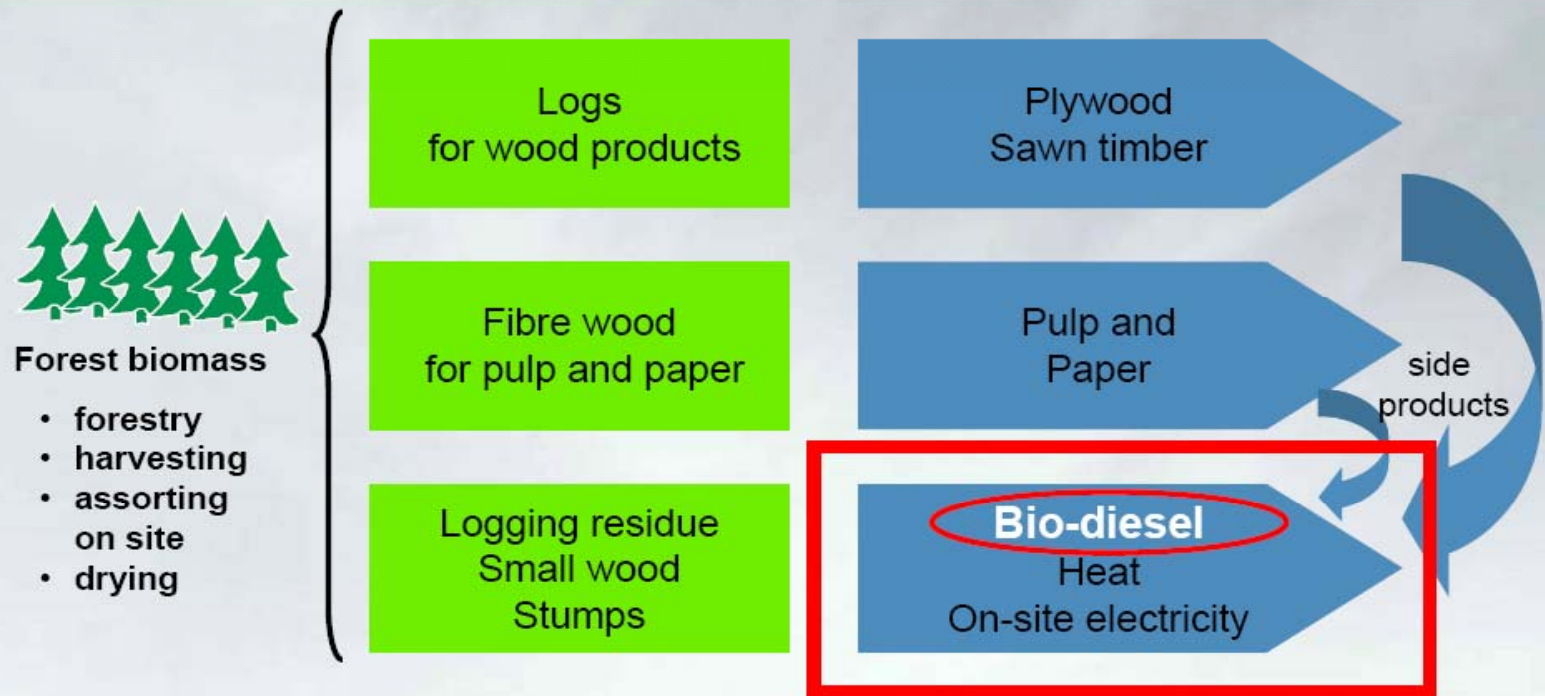 Forest biomass
• forestry
• harvesting
• assorting
on site
• drying
Logs
for wood products
Plywood
Sawn timber
Fibre wood
for pulp and paper
Pulp and
Paper
side
products
Logging residue
Small wood
Stumps
Bio-diesel
Heat
On-site electricity